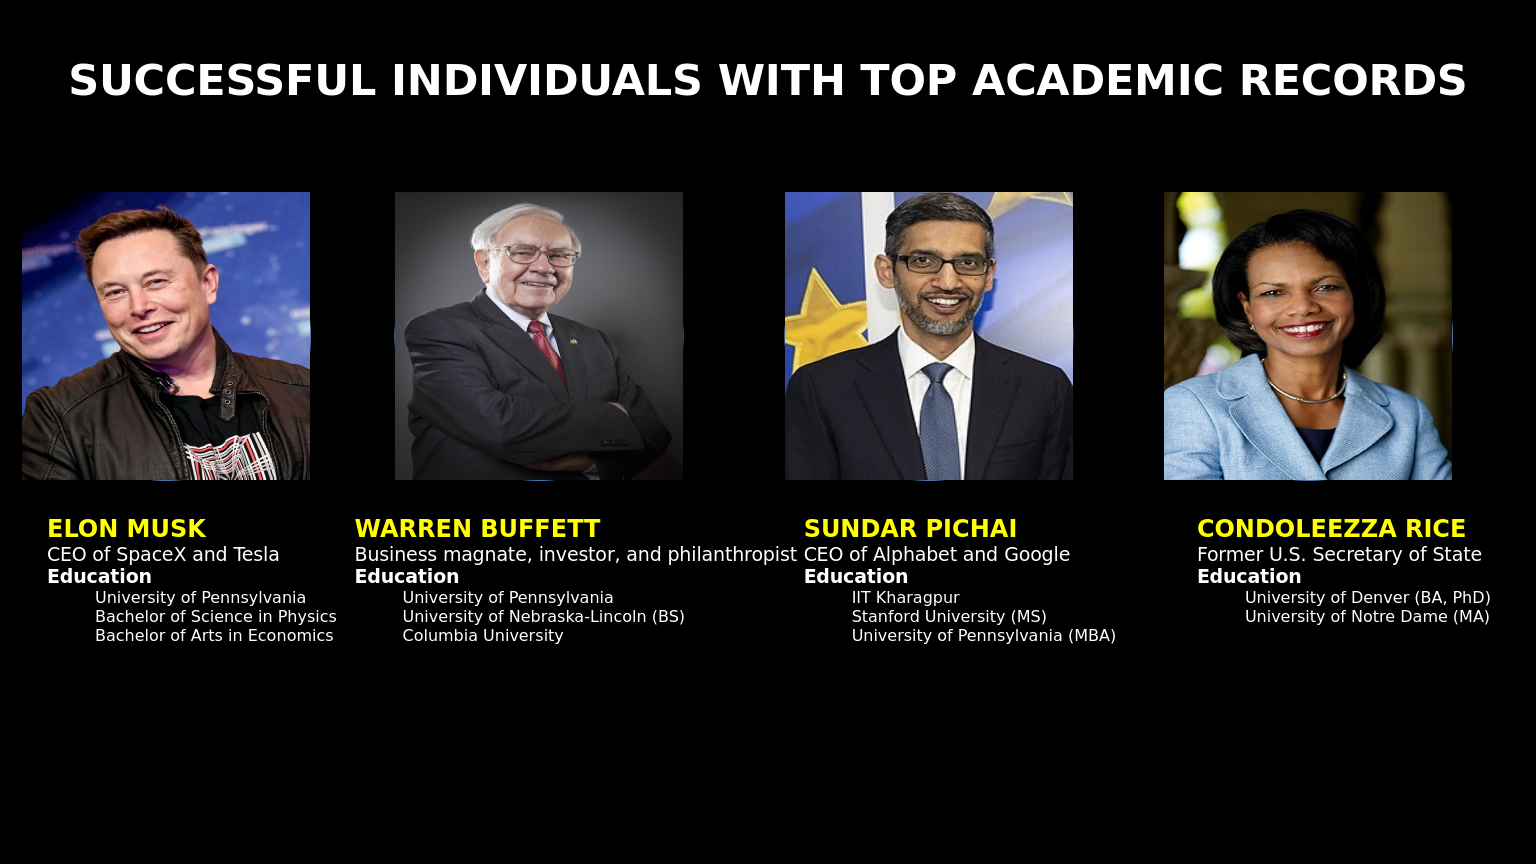 SUCCESSFUL INDIVIDUALS WITH TOP ACADEMIC RECORDS
ELON MUSK
CEO of SpaceX and Tesla
Education
University of Pennsylvania
Bachelor of Science in Physics
Bachelor of Arts in Economics
WARREN BUFFETT
Business magnate, investor, and philanthropist
Education
University of Pennsylvania
University of Nebraska-Lincoln (BS)
Columbia University
SUNDAR PICHAI
CEO of Alphabet and Google
Education
IIT Kharagpur
Stanford University (MS)
University of Pennsylvania (MBA)
CONDOLEEZZA RICE
Former U.S. Secretary of State
Education
University of Denver (BA, PhD)
University of Notre Dame (MA)